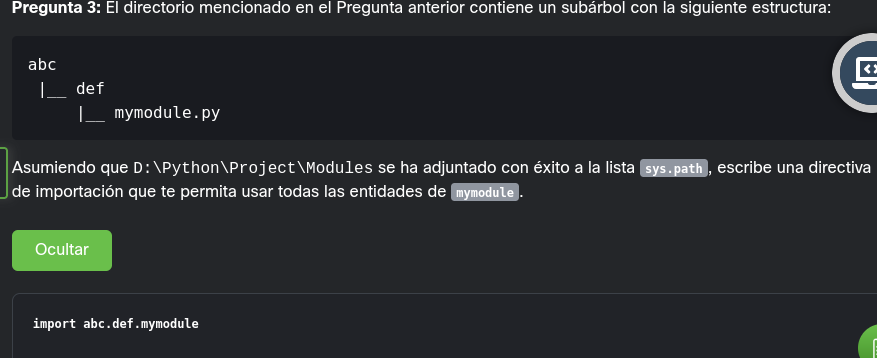 Pregunta 3: El directorio mencionado en el Pregunta anterior contiene un subárbol con la siguiente estructura:
abc
|__ def
|__ mymodule.py
Asumiendo que D:\Python\Project\Modules se ha adjuntado con éxito a la lista sys.path, escribe una directiva
de importación que te permita usar todas las entidades de mymodule.
Ocultar
import abc.def.mymodule